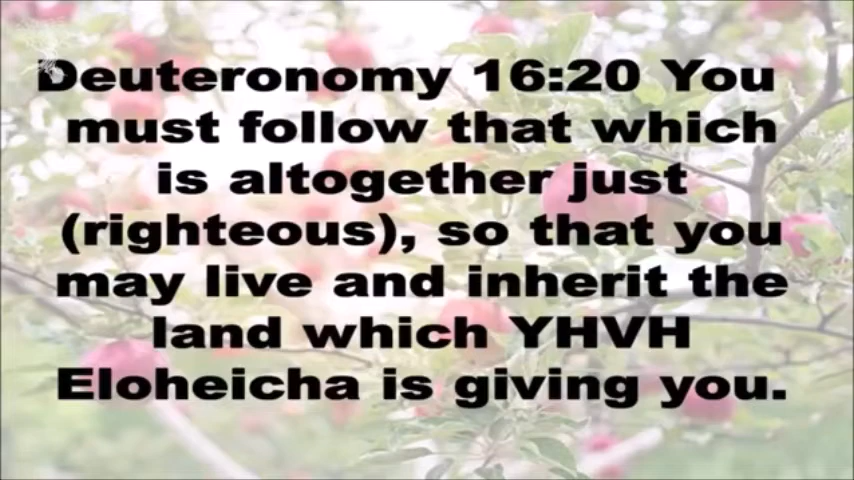 Deuteronomy 16:20 You
must follow that which
is altogether just
(righteous), so that you
may live and inherit the
land which YHVH
Eloheicha is giving you.